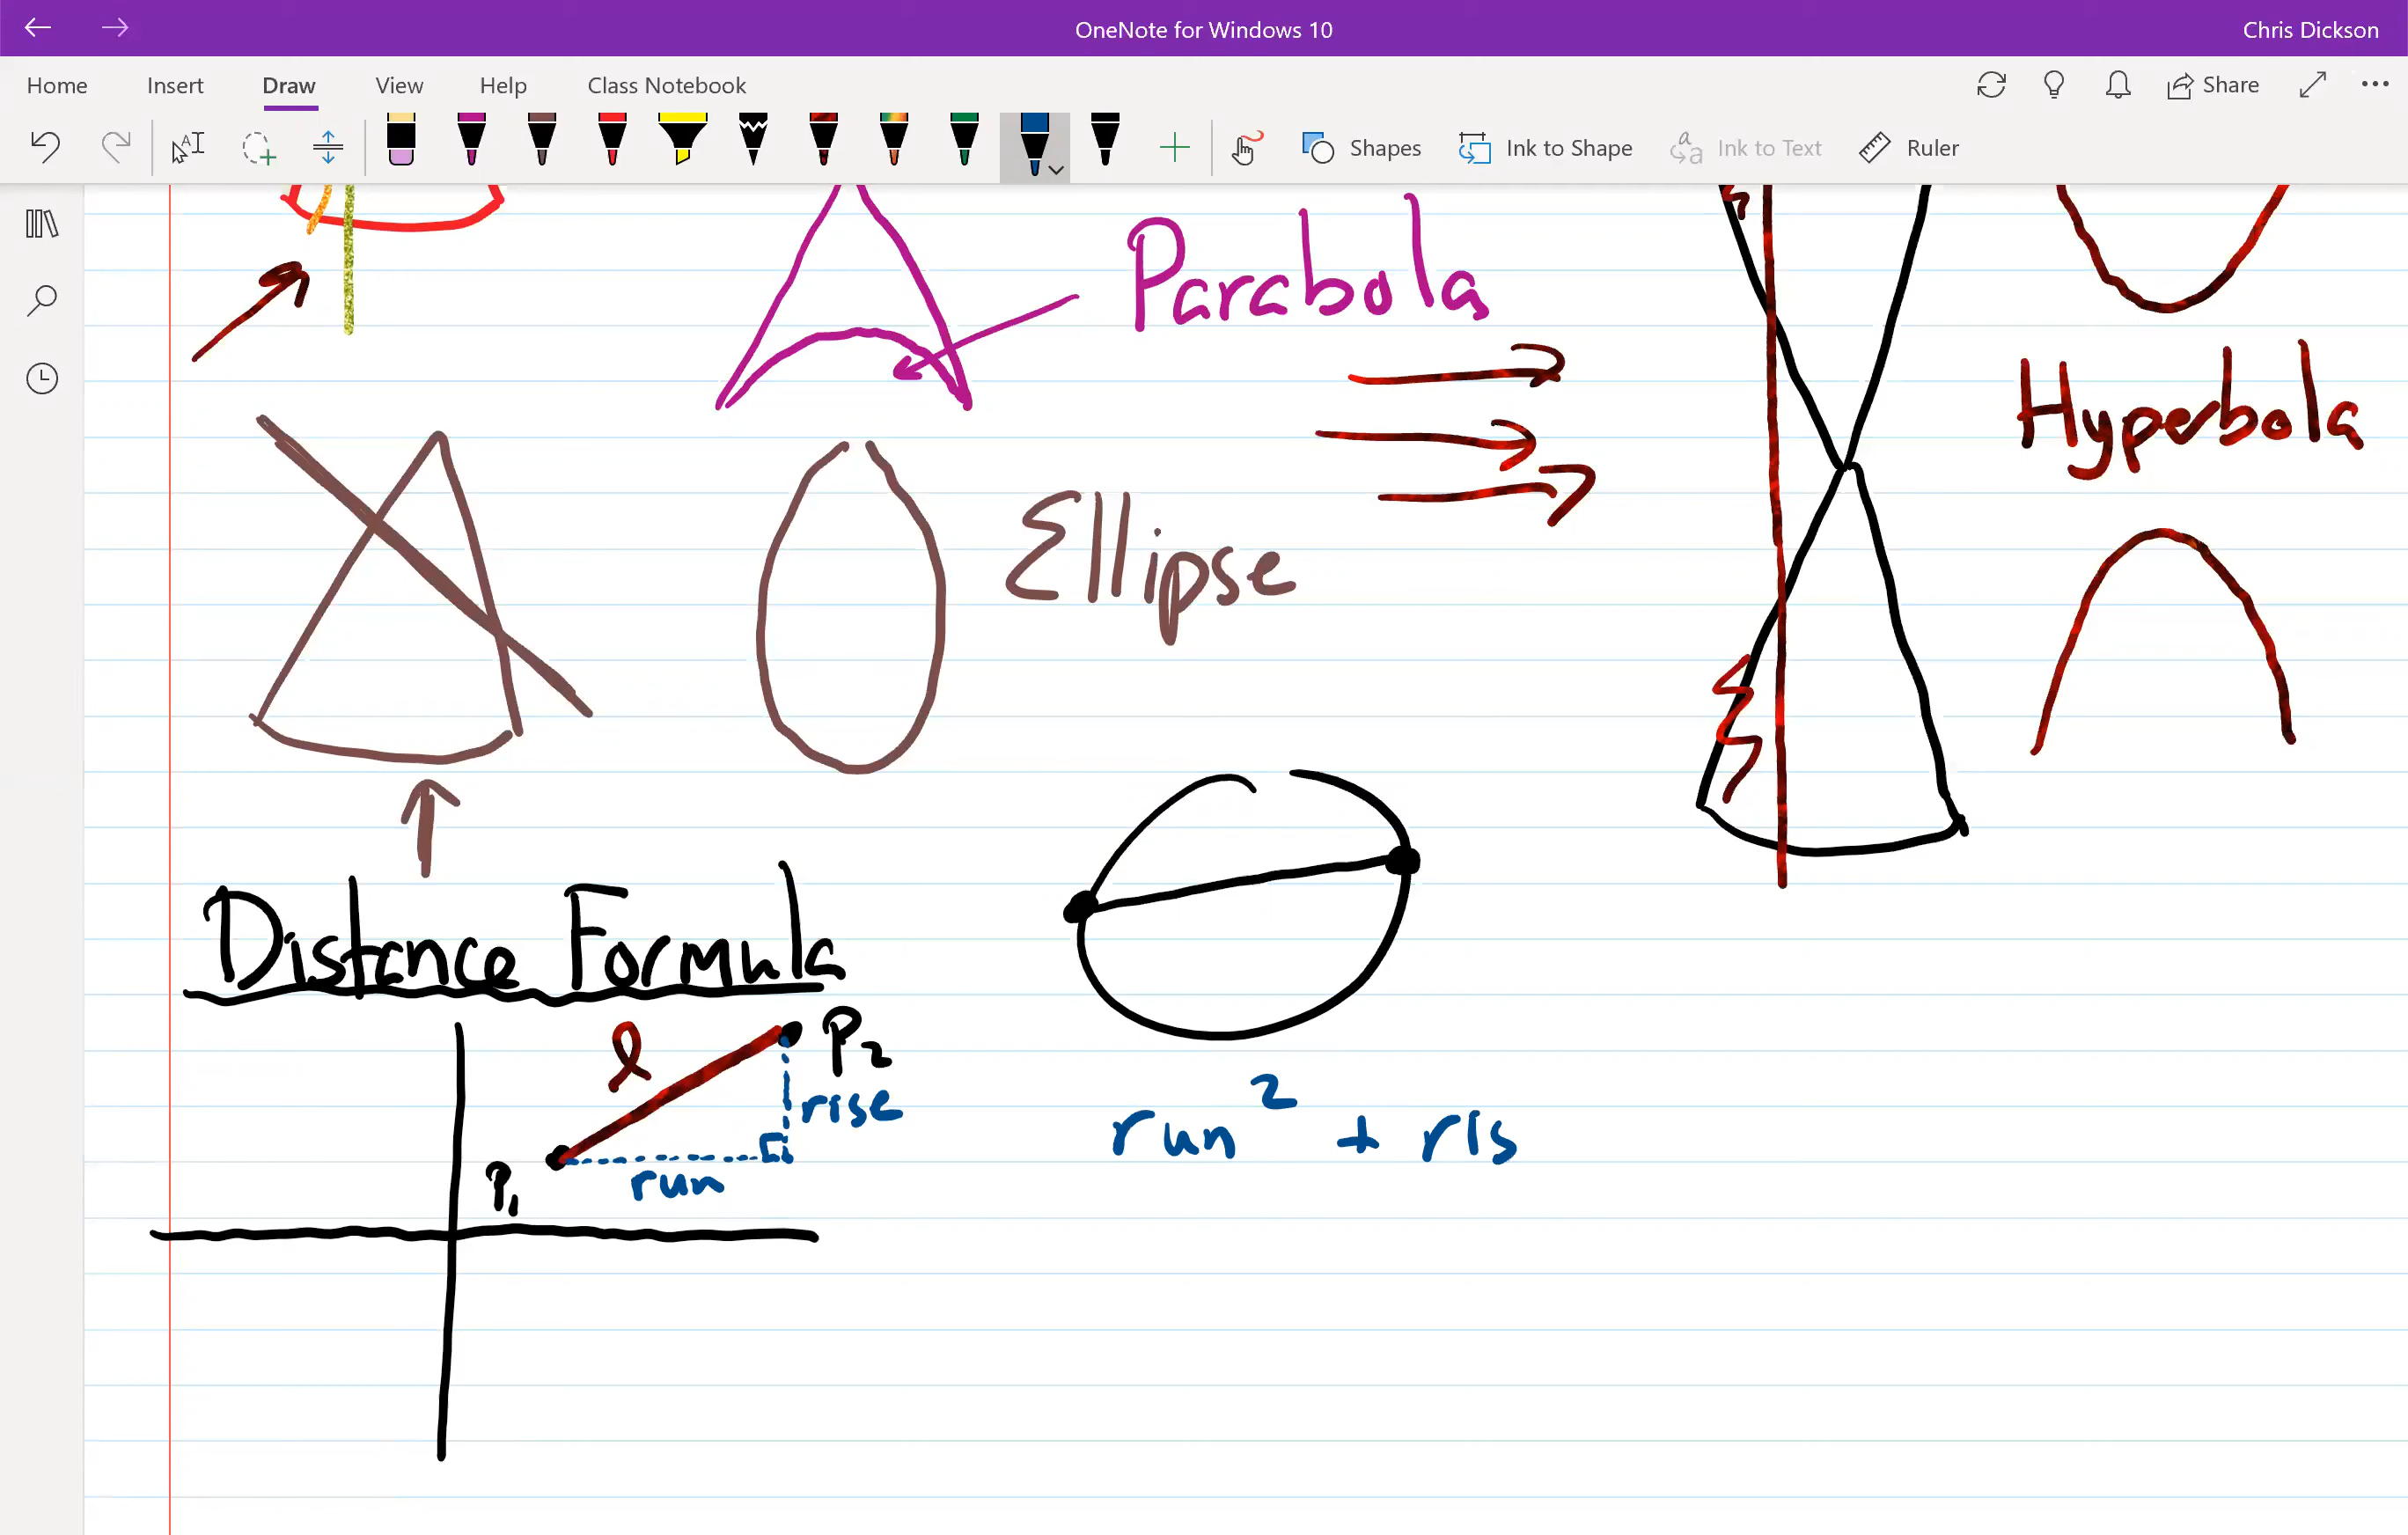 OneNote for Windows 10
Chris Dickson
Home Insert Draw View Help Class Notebook
Share
Shapes Ink to Shape Ink to Text Ruler
Parabola
Hyperbola
Ellipse
Distance Formula
l
P2
rise
run
P1
run² + ris